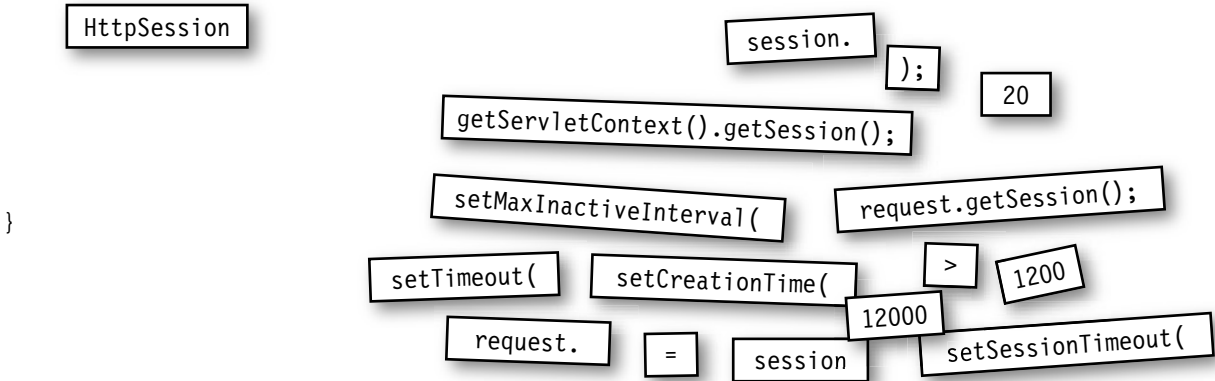 HttpSession
session.
);
20
getServletContext().getSession();
setMaxInactiveInterval(
request.getSession();
}
setTimeout(
setCreationTime(
>
1200
12000
request.
=
session
setSessionTimeout(